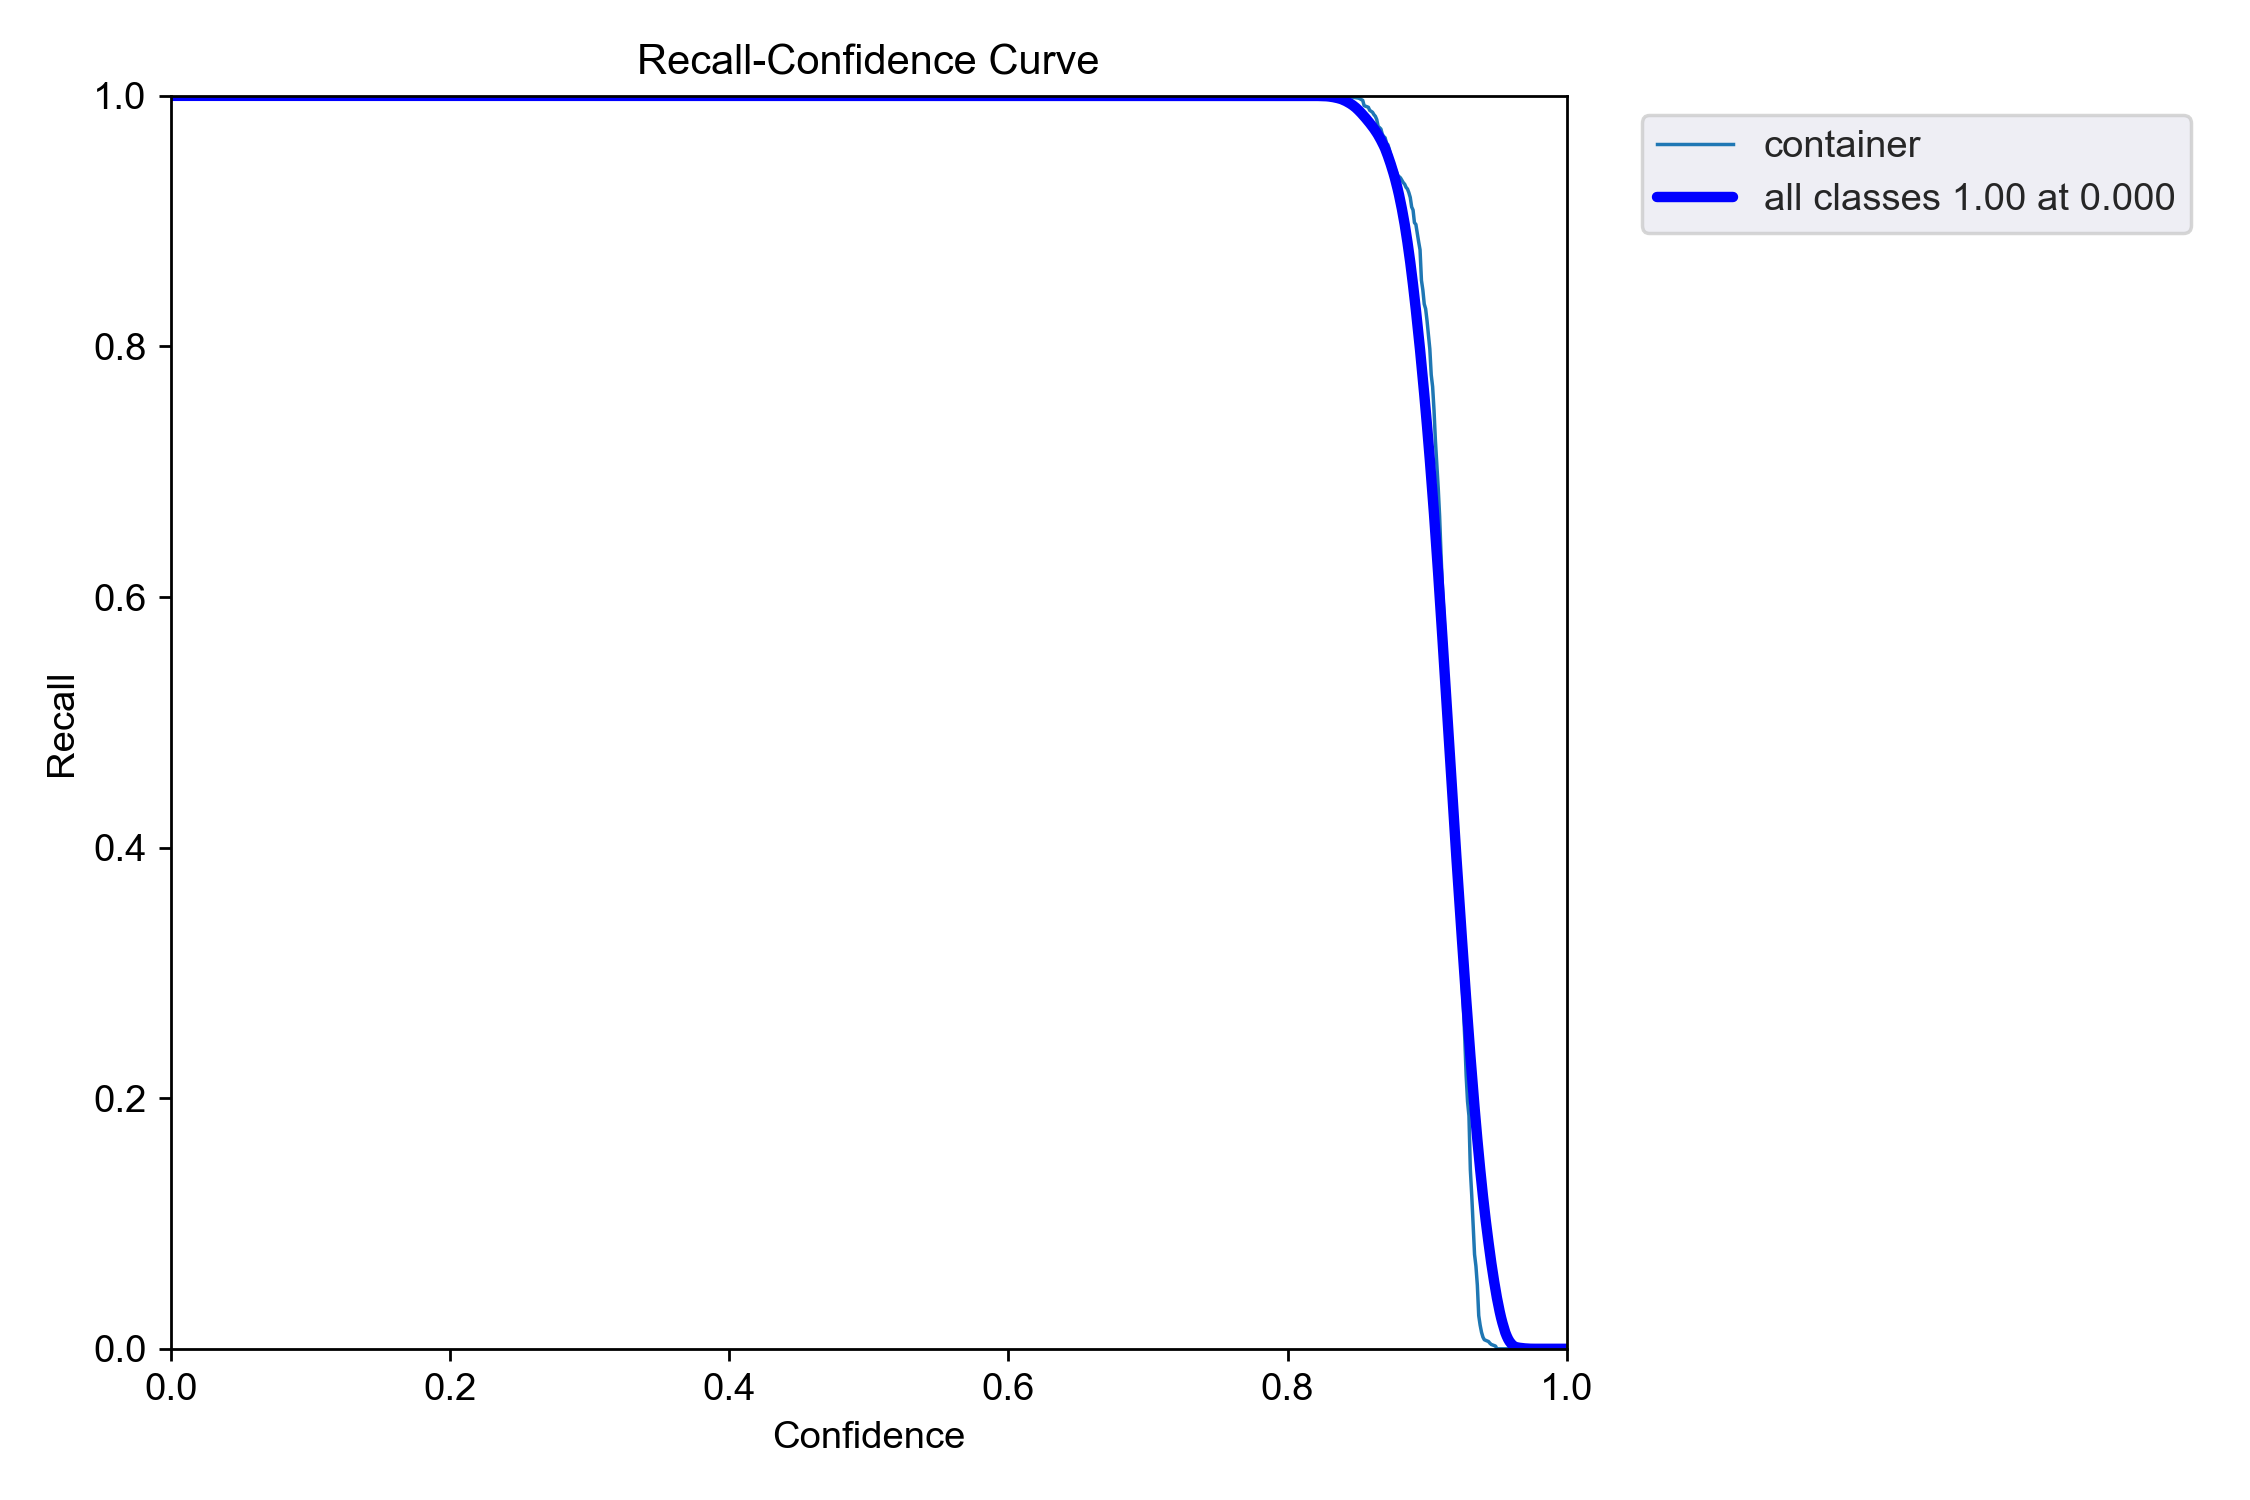 Recall-Confidence Curve
1.0
0.8
0.6
0.4
0.2
0.0
Recall
0.0 0.2 0.4 0.6 0.8 1.0
Confidence
container
all classes 1.00 at 0.000